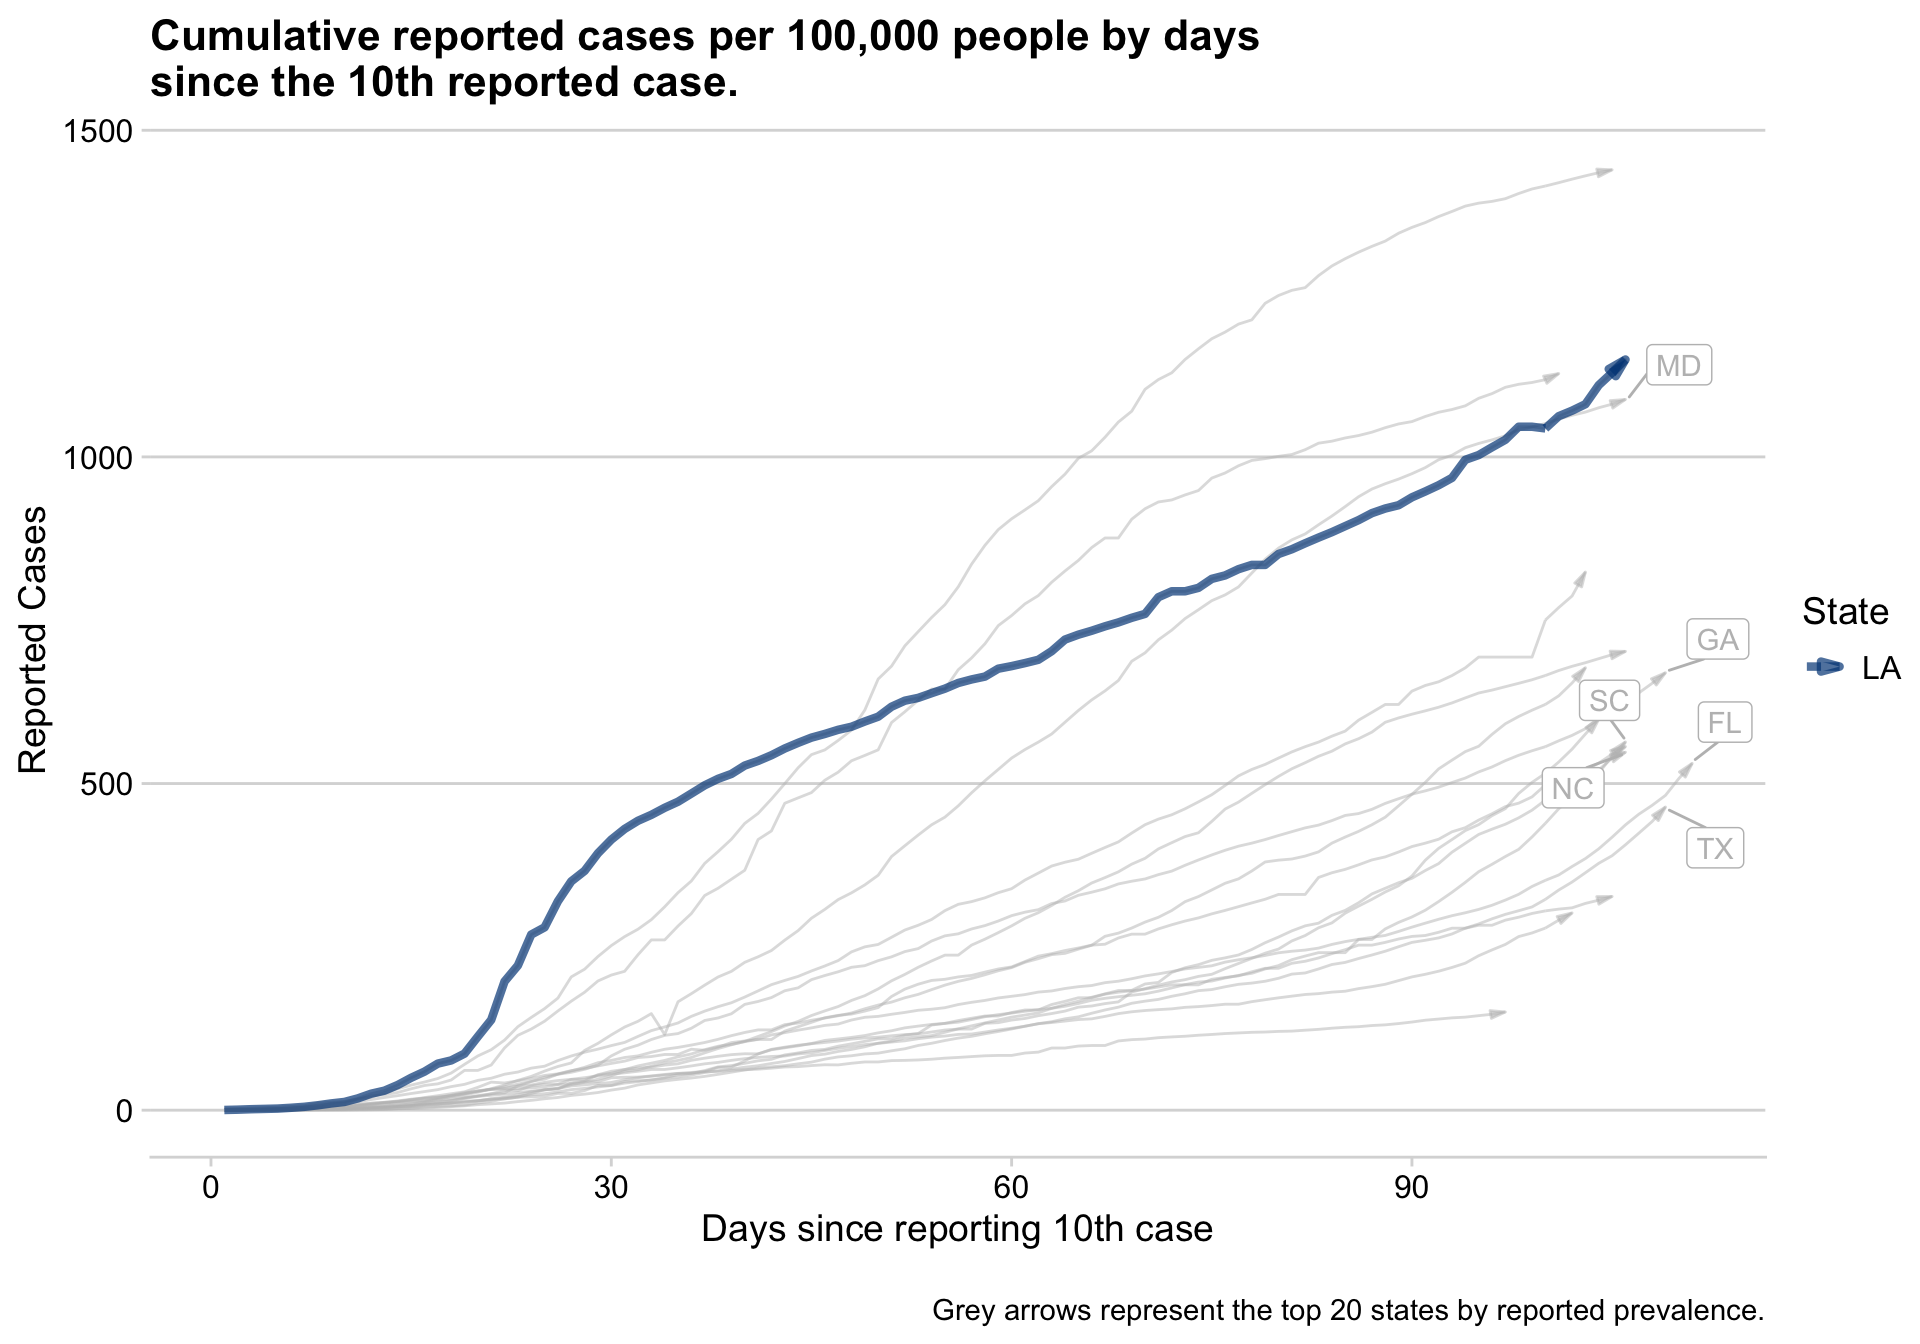 Cumulative reported cases per 100,000 people by days
since the 10th reported case.
1500
1000
500
0
Reported Cases
MD
GA
SC
FL
NC
TX
State
LA
0
30
60
90
Days since reporting 10th case
Grey arrows represent the top 20 states by reported prevalence.